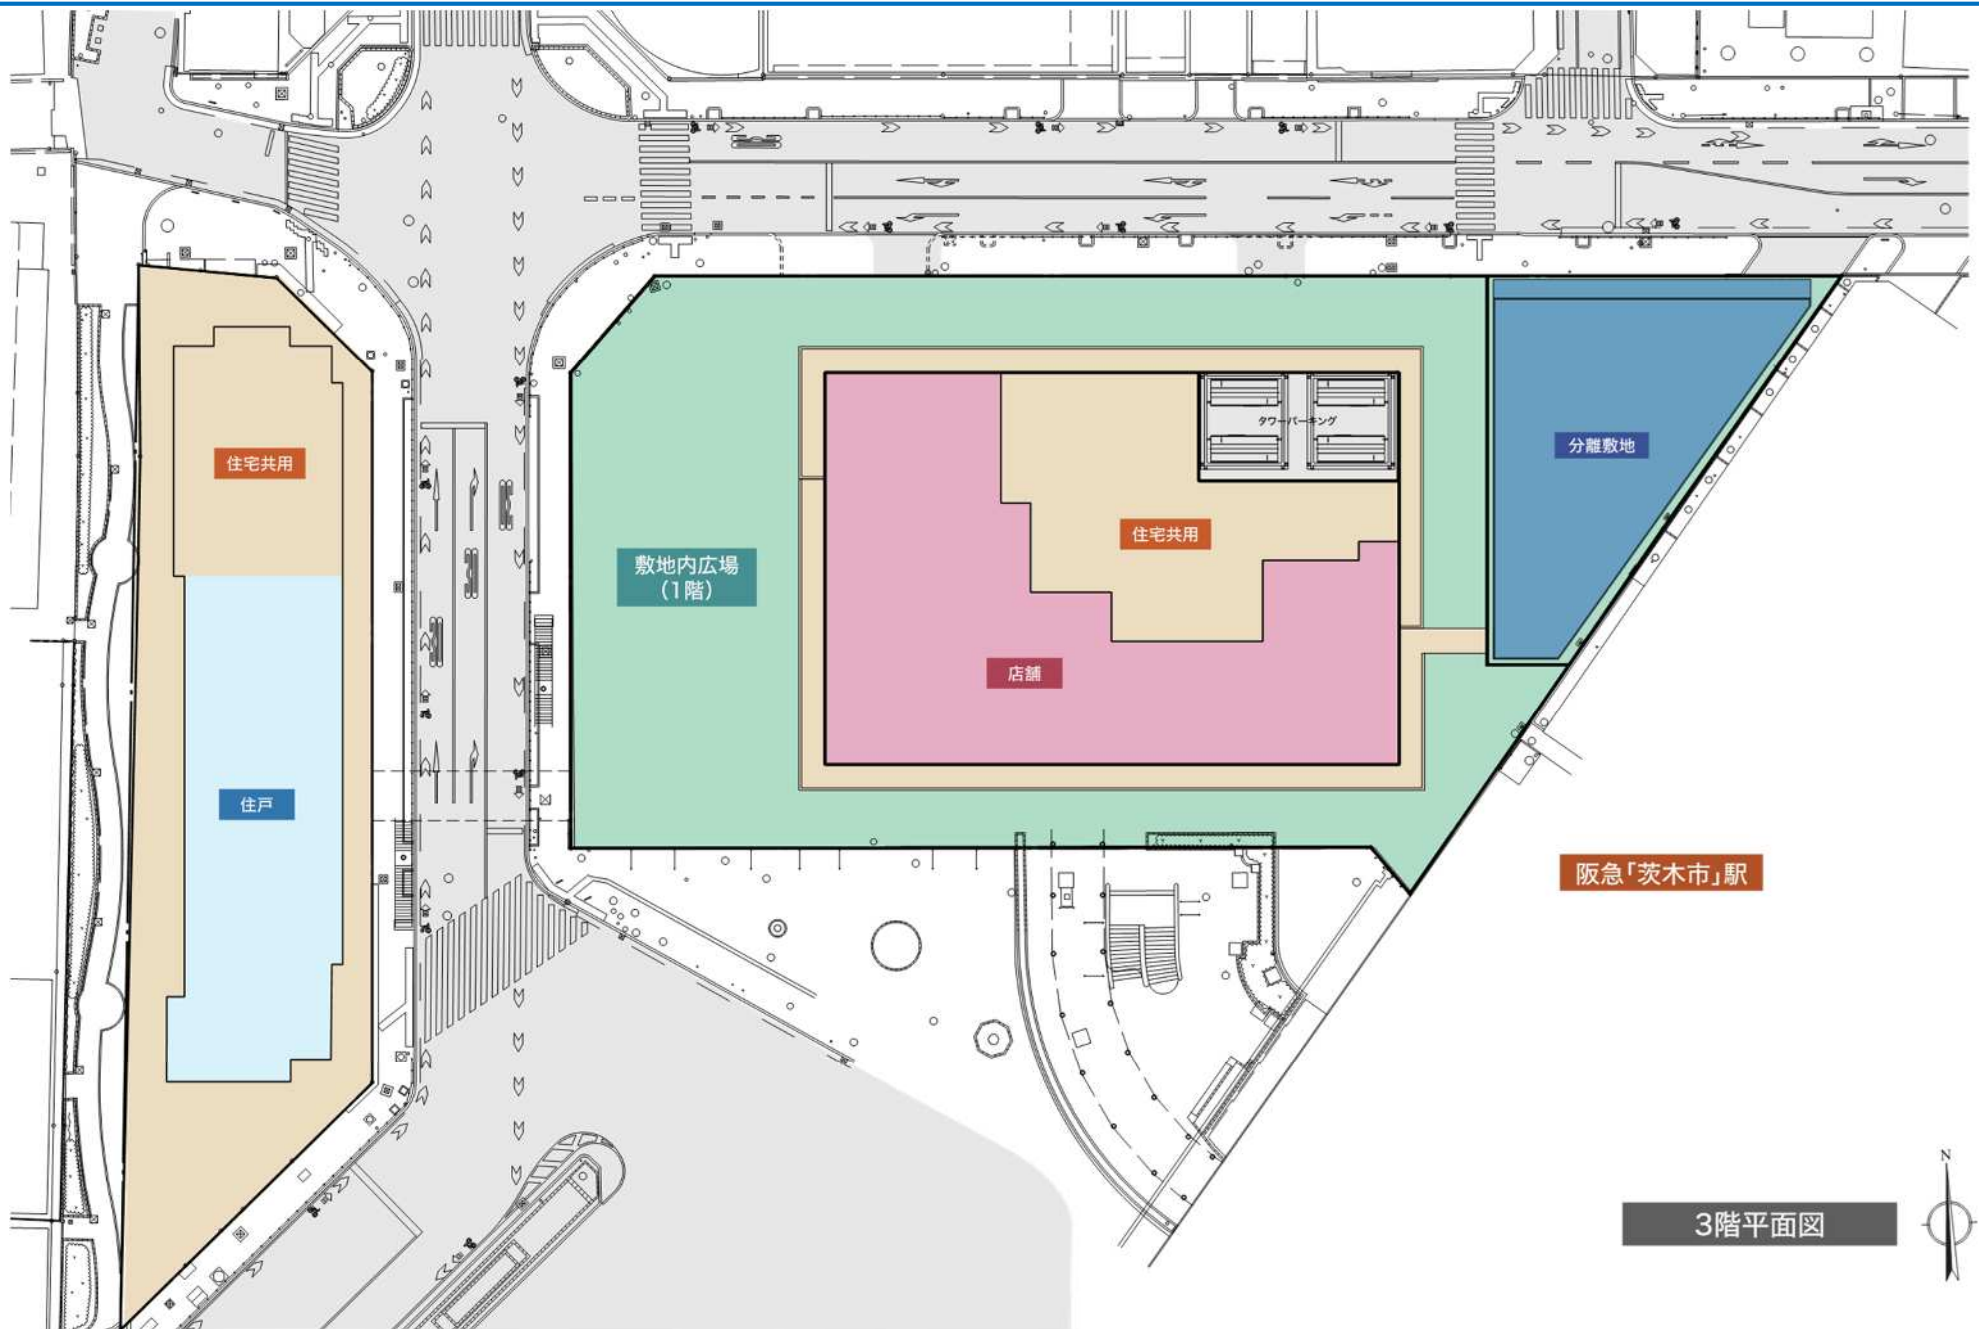 住宅共用
タワーパーキング
分離敷地
住宅共用
敷地内広場
（1階）
店舗
住戸
阪急「茨木市」駅
N
3階平面図